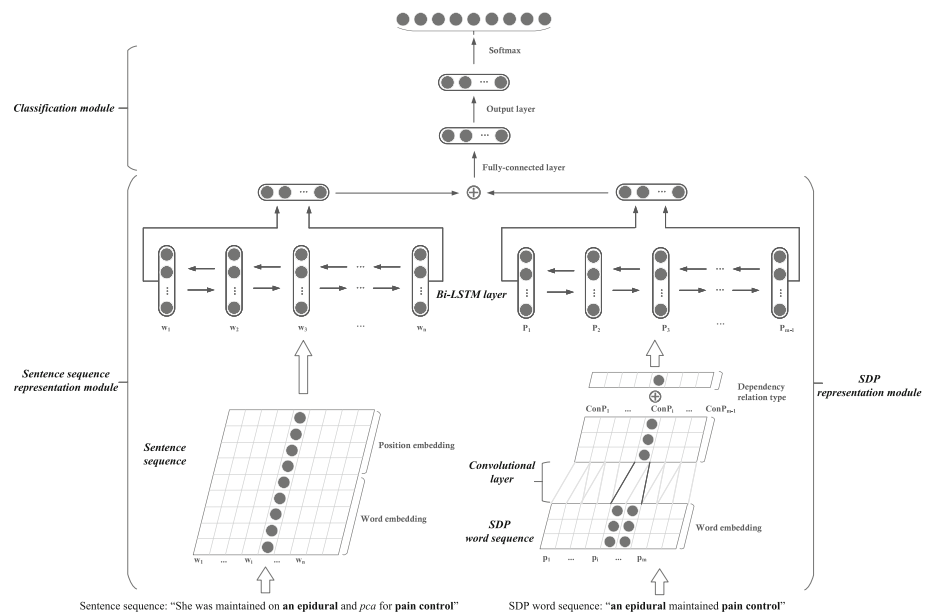 Softmax
Classification module
Output layer
Fully-connected layer
...
...
...
...
Bi-LSTM layer
w1 w2 w3 ... wn
P1 P2 P3 ... Pm-1
Sentence sequence
representation module
SDP
representation module
Dependency
relation type
ConP1 ... ConPi ... ConPm-1
Sentence
sequence
Position embedding
Word embedding
w1 ... wi ... wn
Convolutional
layer
SDP
word sequence
Word embedding
p1 ... pi ... pm
Sentence sequence: “She was maintained on an epidural and pca for pain control”
SDP word sequence: “an epidural maintained pain control”